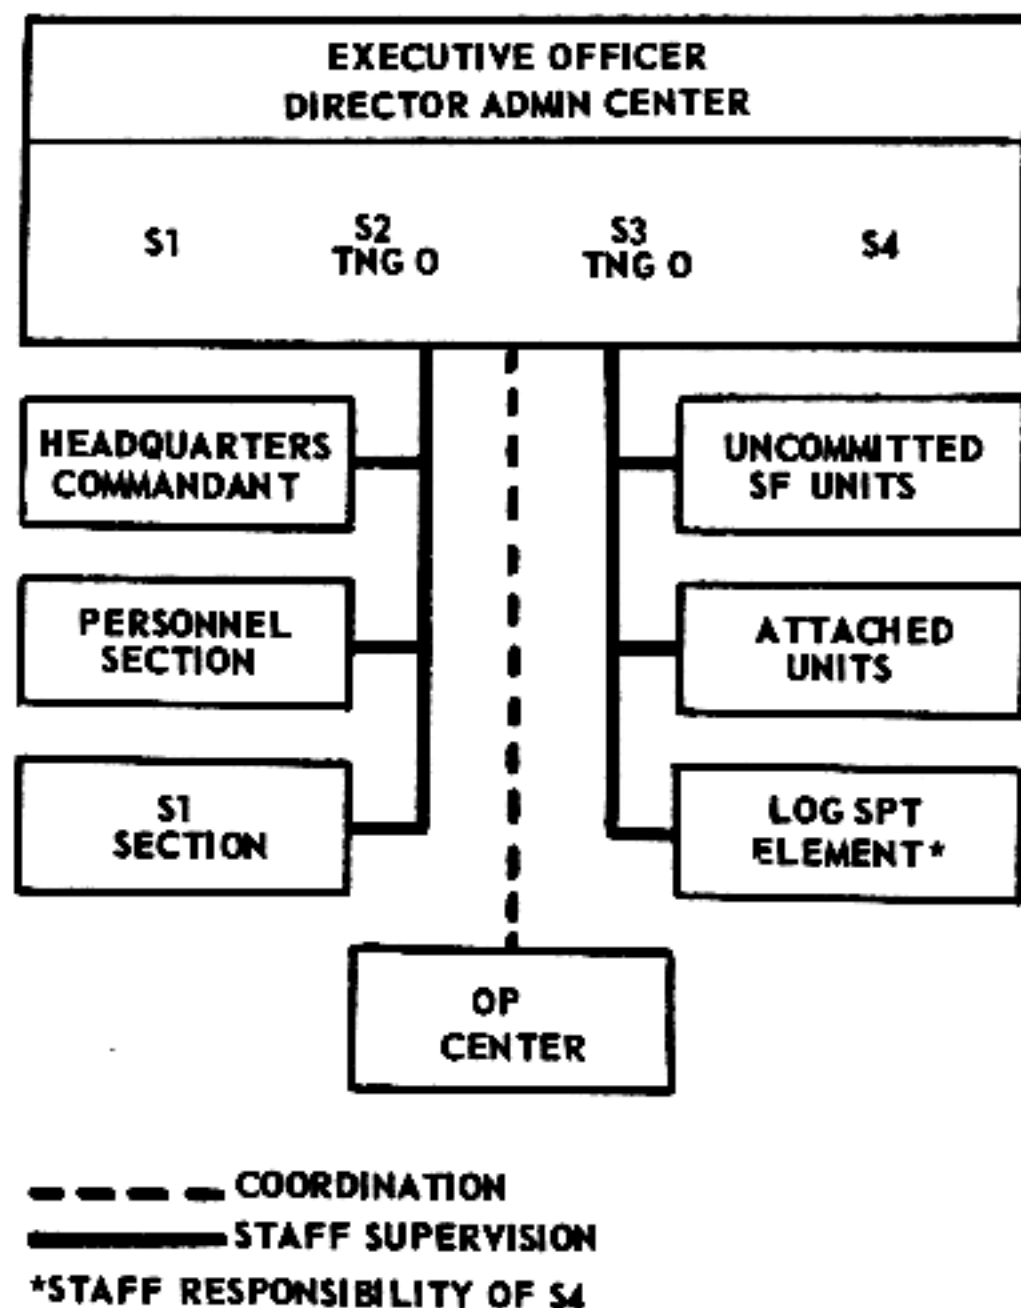 EXECUTIVE OFFICER
DIRECTOR ADMIN CENTER
S1
S2
TNG O
S3
TNG O
S4
HEADQUARTERS
COMMANDANT
UNCOMMITTED
SF UNITS
PERSONNEL
SECTION
ATTACHED
UNITS
S1
SECTION
LOG SPT
ELEMENT*
OP
CENTER
COORDINATION
STAFF SUPERVISION
*STAFF RESPONSIBILITY OF S4